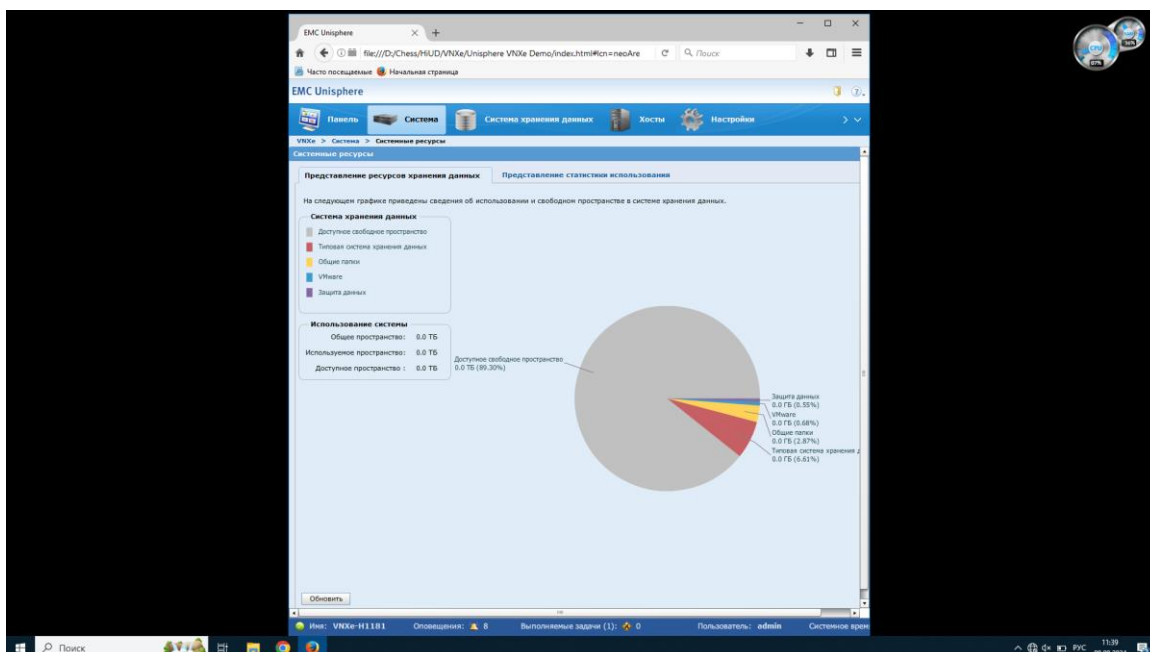 EMC Unisphere
file:///D:/Chess/HiUD/VNXe/Unisphere VNXe Demo/index.html#lcn=neoAre
Поиск
Часто посещаемые Начальная страница
EMC Unisphere
Панель Система Система хранения данных Хосты Настройки
VNXe > Система > Системные ресурсы
Системные ресурсы
Представление ресурсов хранения данных Представление статистики использования
На следующем графике приведены сведения об использовании и свободном пространстве в системе хранения данных.
Система хранения данных
Доступное свободное пространство
Типовая система хранения данных
Общие папки
VMware
Защита данных
Использование системы
Общее пространство: 0.0 ТБ
Используемое пространство: 0.0 ТБ
Доступное пространство : 0.0 ТБ
Доступное свободное пространство
0.0 ТБ (89.30%)
Защита данных
0.0 ГБ (0.55%)
VMware
0.0 ГБ (0.68%)
Общие папки
0.0 ГБ (2.87%)
Типовая система хранения д
0.0 ГБ (6.61%)
Обновить
Имя: VNXe-H1181 Оповещения: 8 Выполняемые задачи (1): 0 Пользователь: admin Системное врем
Поиск
РУС 11:39
CPU